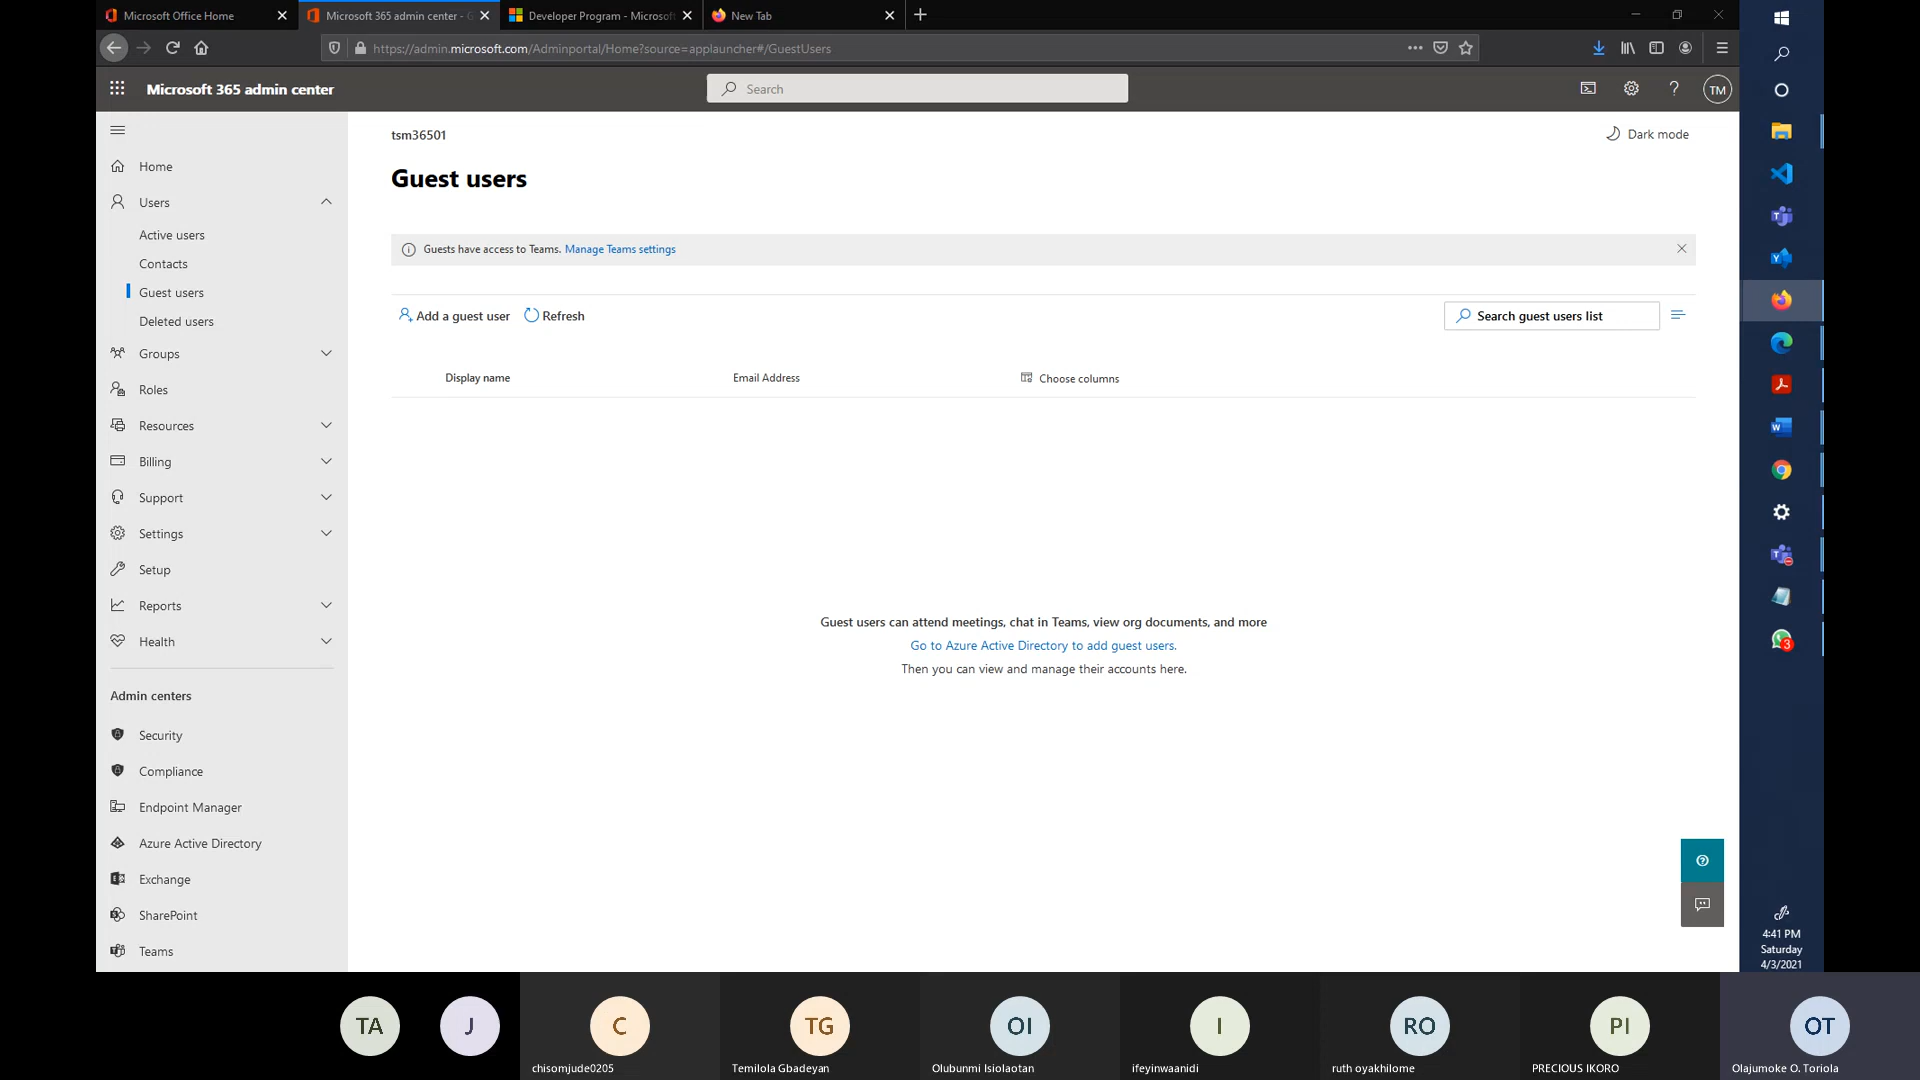 Microsoft Office Home
Microsoft 365 admin center - G
Developer Program - Microsoft
New Tab
https://admin.microsoft.com/Adminportal/Home?source=applauncher#/GuestUsers
Microsoft 365 admin center
Search
TM
tsm36501
Dark mode
Home
Users
Active users
Contacts
Guest users
Deleted users
Groups
Roles
Resources
Billing
Support
Settings
Setup
Reports
Health
Admin centers
Security
Compliance
Endpoint Manager
Azure Active Directory
Exchange
SharePoint
Teams
Guest users
Guests have access to Teams. Manage Teams settings
Add a guest user
Refresh
Search guest users list
Display name
Email Address
Choose columns
Guest users can attend meetings, chat in Teams, view org documents, and more
Go to Azure Active Directory to add guest users.
Then you can view and manage their accounts here.
3
4:41 PM
Saturday
4/3/2021
TA
J
C
TG
OI
I
RO
PI
OT
chisomjude0205
Temilola Gbadeyan
Olubunmi Isiolaotan
ifeyinwaanidi
ruth oyakhilome
PRECIOUS IKORO
Olajumoke O. Toriola